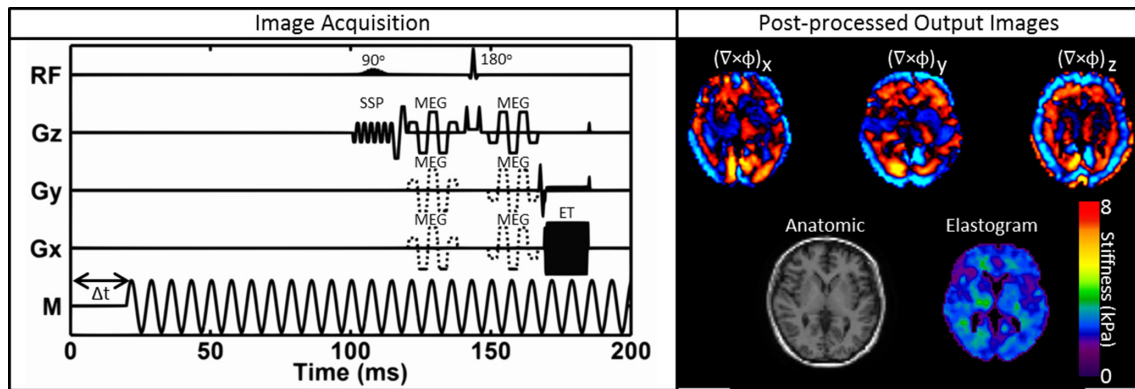 Image Acquisition
RF
90°
180°
Gz
SSP
MEG
MEG
Gy
MEG
MEG
Gx
MEG
MEG
ET
M
Δt
0
50
100
150
200
Time (ms)
Post-processed Output Images
(∇×ϕ)x
(∇×ϕ)y
(∇×ϕ)z
Anatomic
Elastogram
8
Stiffness (kPa)
0